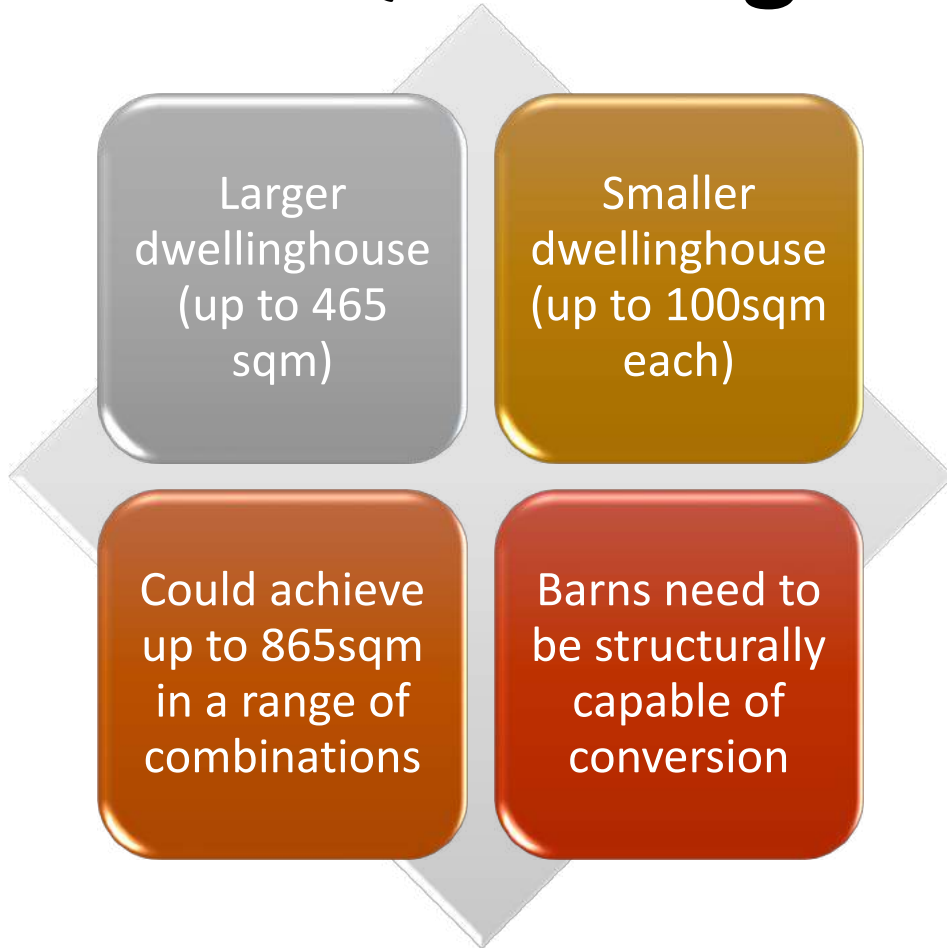 Larger
dwellinghouse
(up to 465
sqm)
Smaller
dwellinghouse
(up to 100sqm
each)
Could achieve
up to 865sqm
in a range of
combinations
Barns need to
be structurally
capable of
conversion